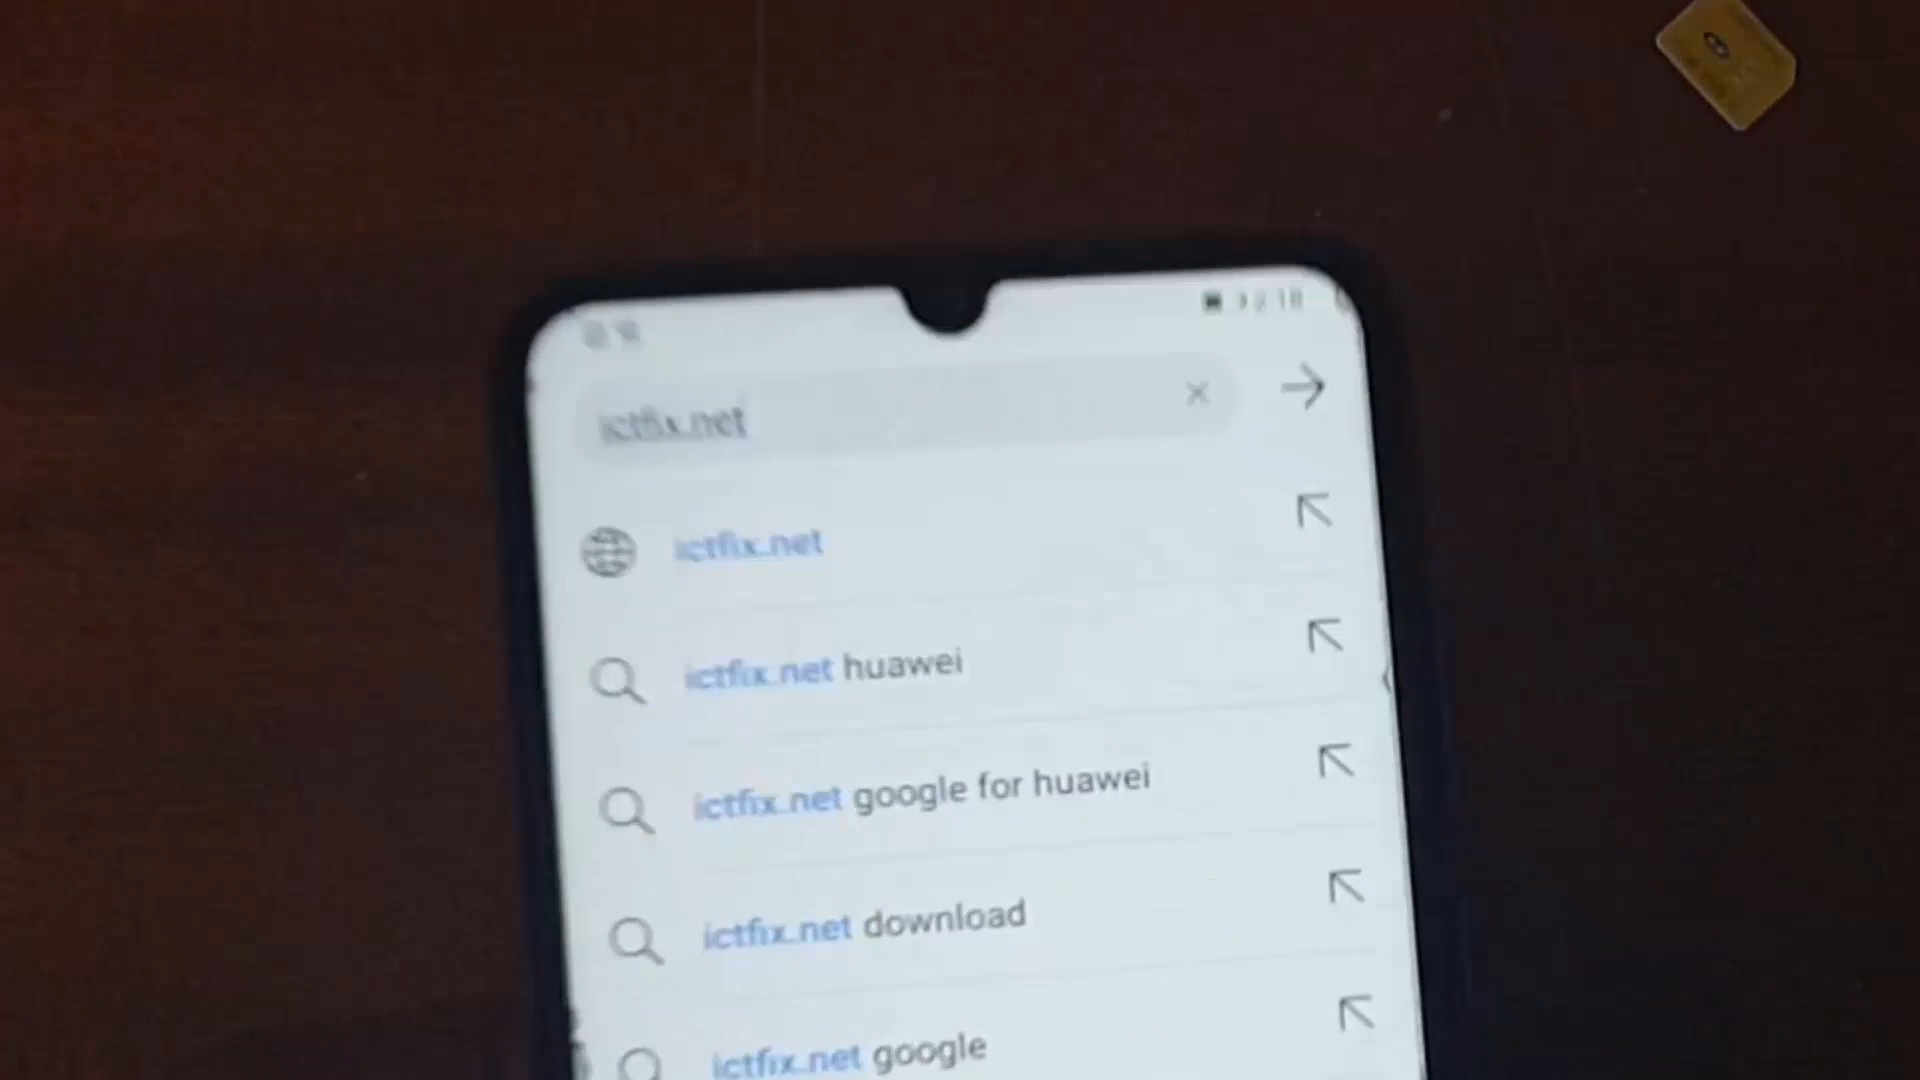 ictfix.net
ictfix.net
ictfix.net huawei
ictfix.net google for huawei
ictfix.net download
ictfix.net google